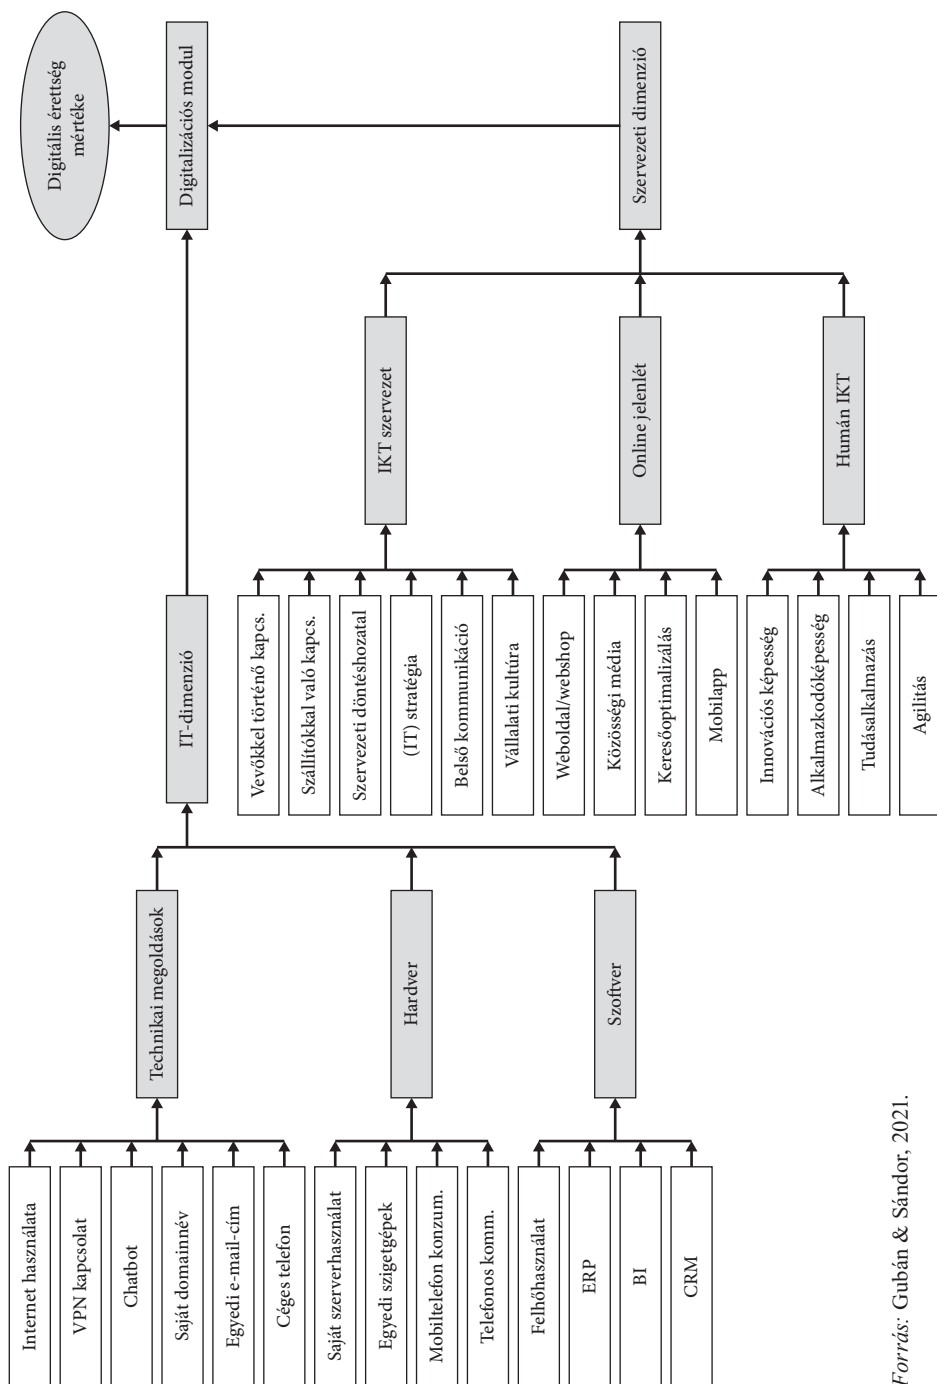 Digitális érettség
mértéke
Digitalizációs modul
IT-dimenzió
Szervezeti dimenzió
Technikai megoldások
Hardver
Szoftver
IKT szervezet
Online jelenlét
Humán IKT
Internet használata
VPN kapcsolat
Chatbot
Saját domainnév
Egyedi e-mail-cím
Céges telefon
Saját szerverhasználat
Egyedi szigetgépek
Mobiltelefon konzum.
Telefonos komm.
Felhőhasználat
ERP
BI
CRM
Vevőkkel történő kapcs.
Szállítókkal való kapcs.
Szervezeti döntéshozatal
(IT) stratégia
Belső kommunikáció
Vállalati kultúra
Weboldal/webshop
Közösségi média
Keresőoptimalizálás
Mobilapp
Innovációs képesség
Alkalmazkodóképesség
Tudásalkalmazás
Agilitás
Forrás: Gubán & Sándor, 2021.